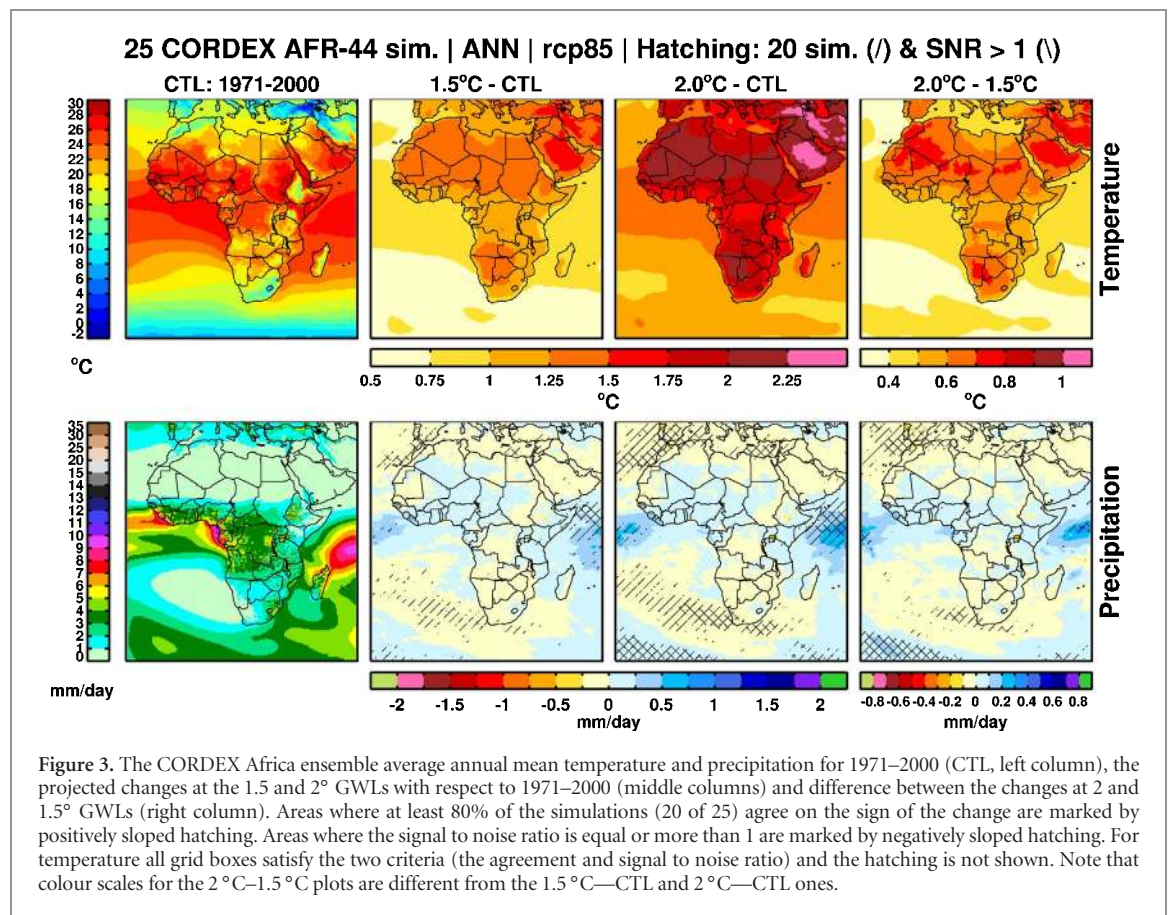 25 CORDEX AFR-44 sim. | ANN | rcp85 | Hatching: 20 sim. (/) & SNR > 1 (\)
CTL: 1971-2000
1.5°C - CTL
2.0°C - CTL
2.0°C - 1.5°C
30
28
26
24
22
20
18
16
14
12
10
8
6
4
2
0
-2
°C
Temperature
0.5 0.75 1 1.25 1.5 1.75 2 2.25
°C
0.4 0.6 0.8 1
°C
35
30
25
20
15
14
13
12
11
10
9
8
7
6
5
4
3
2
1
0
mm/day
Precipitation
-2 -1.5 -1 -0.5 0 0.5 1 1.5 2
mm/day
-0.8 -0.6 -0.4 -0.2 0 0.2 0.4 0.6 0.8
mm/day
Figure 3. The CORDEX Africa ensemble average annual mean temperature and precipitation for 1971–2000 (CTL, left column), the
projected changes at the 1.5 and 2° GWLs with respect to 1971–2000 (middle columns) and difference between the changes at 2 and
1.5° GWLs (right column). Areas where at least 80% of the simulations (20 of 25) agree on the sign of the change are marked by
positively sloped hatching. Areas where the signal to noise ratio is equal or more than 1 are marked by negatively sloped hatching. For
temperature all grid boxes satisfy the two criteria (the agreement and signal to noise ratio) and the hatching is not shown. Note that
colour scales for the 2 °C–1.5 °C plots are different from the 1.5 °C—CTL and 2 °C—CTL ones.